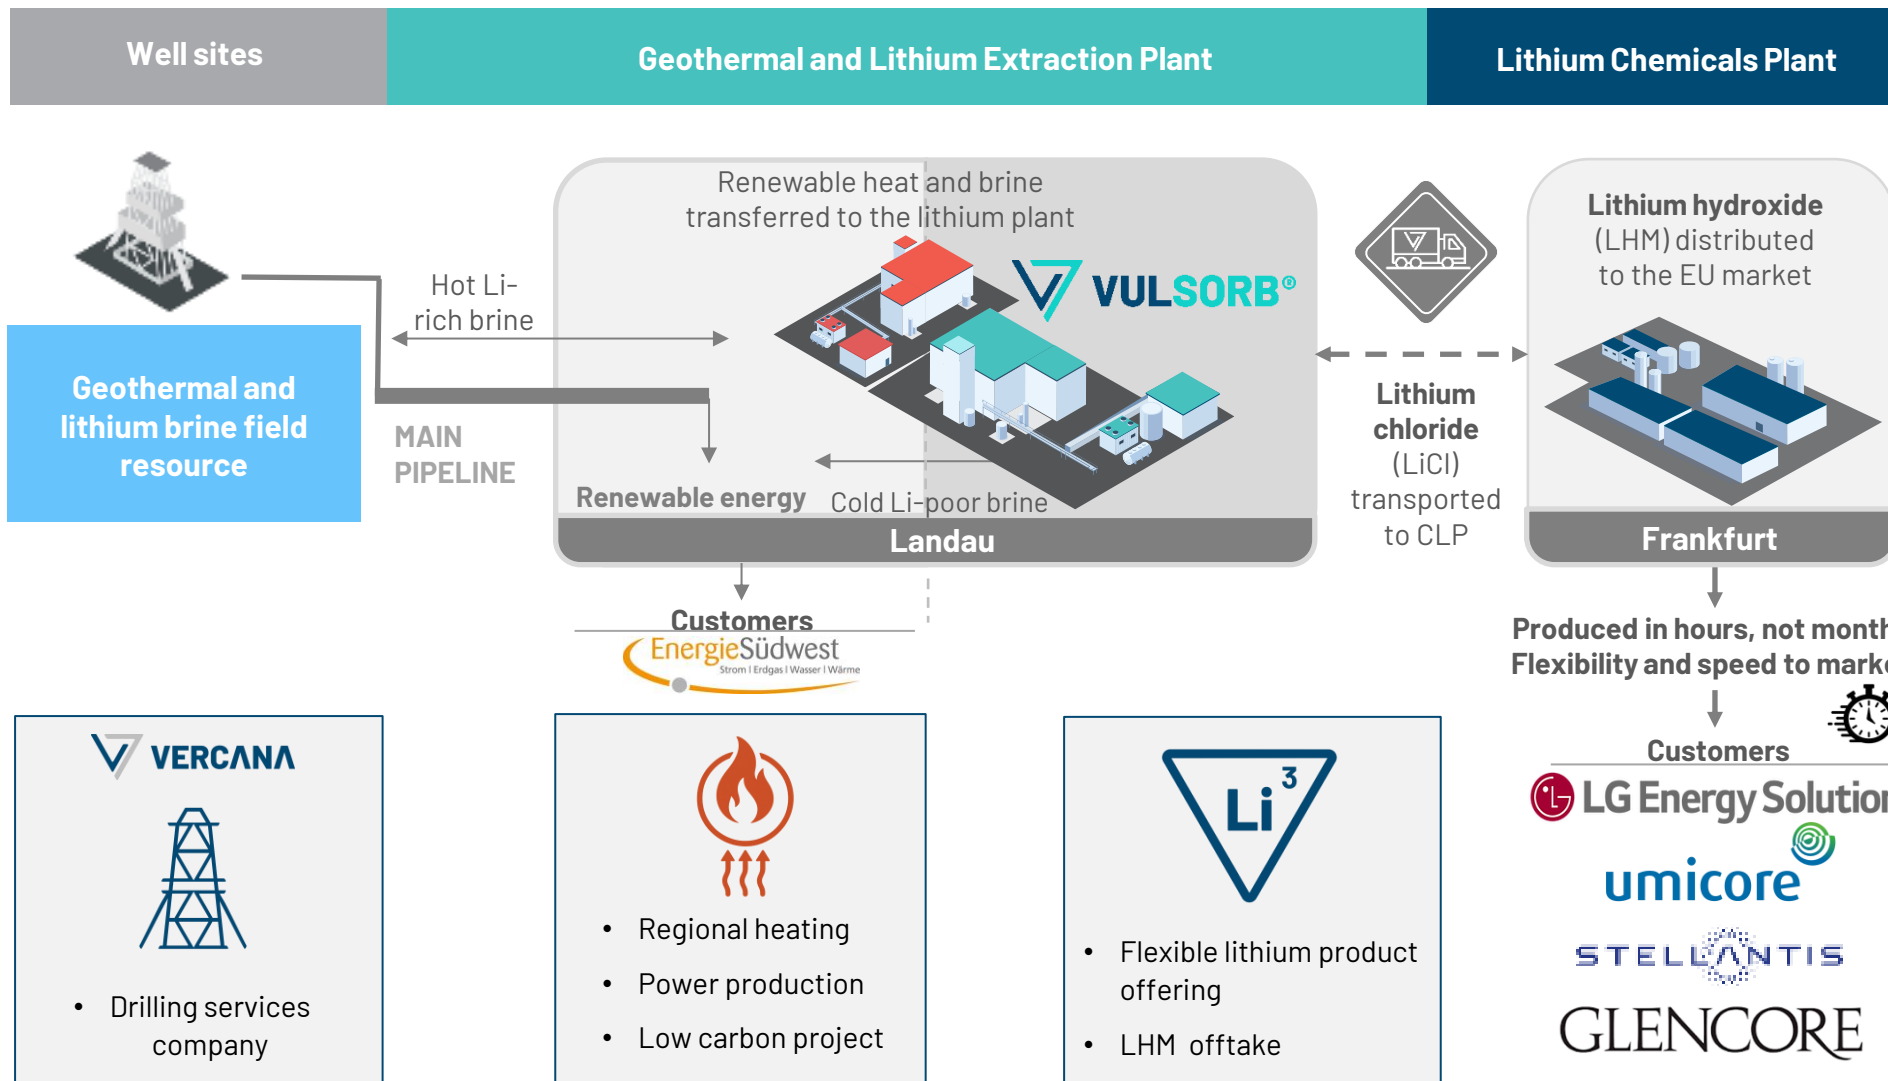 Well sites
Geothermal and Lithium Extraction Plant
Lithium Chemicals Plant
Renewable heat and brine
transferred to the lithium plant
VULSORB®
Hot Li-
rich brine
Geothermal and
lithium brine field
resource
MAIN
PIPELINE
Renewable energy
Cold Li-poor brine
Landau
Lithium
chloride
(LiCl)
transported
to CLP
Lithium hydroxide
(LHM) distributed
to the EU market
Frankfurt
Customers
EnergieSüdwest
Strom | Erdgas | Wasser | Wärme
Produced in hours, not month
Flexibility and speed to marke
Customers
LG Energy Solution
umicore
STELLANTIS
GLENCORE
VERCANA
• Drilling services
company
• Regional heating
• Power production
• Low carbon project
Li 3
• Flexible lithium product
offering
• LHM offtake